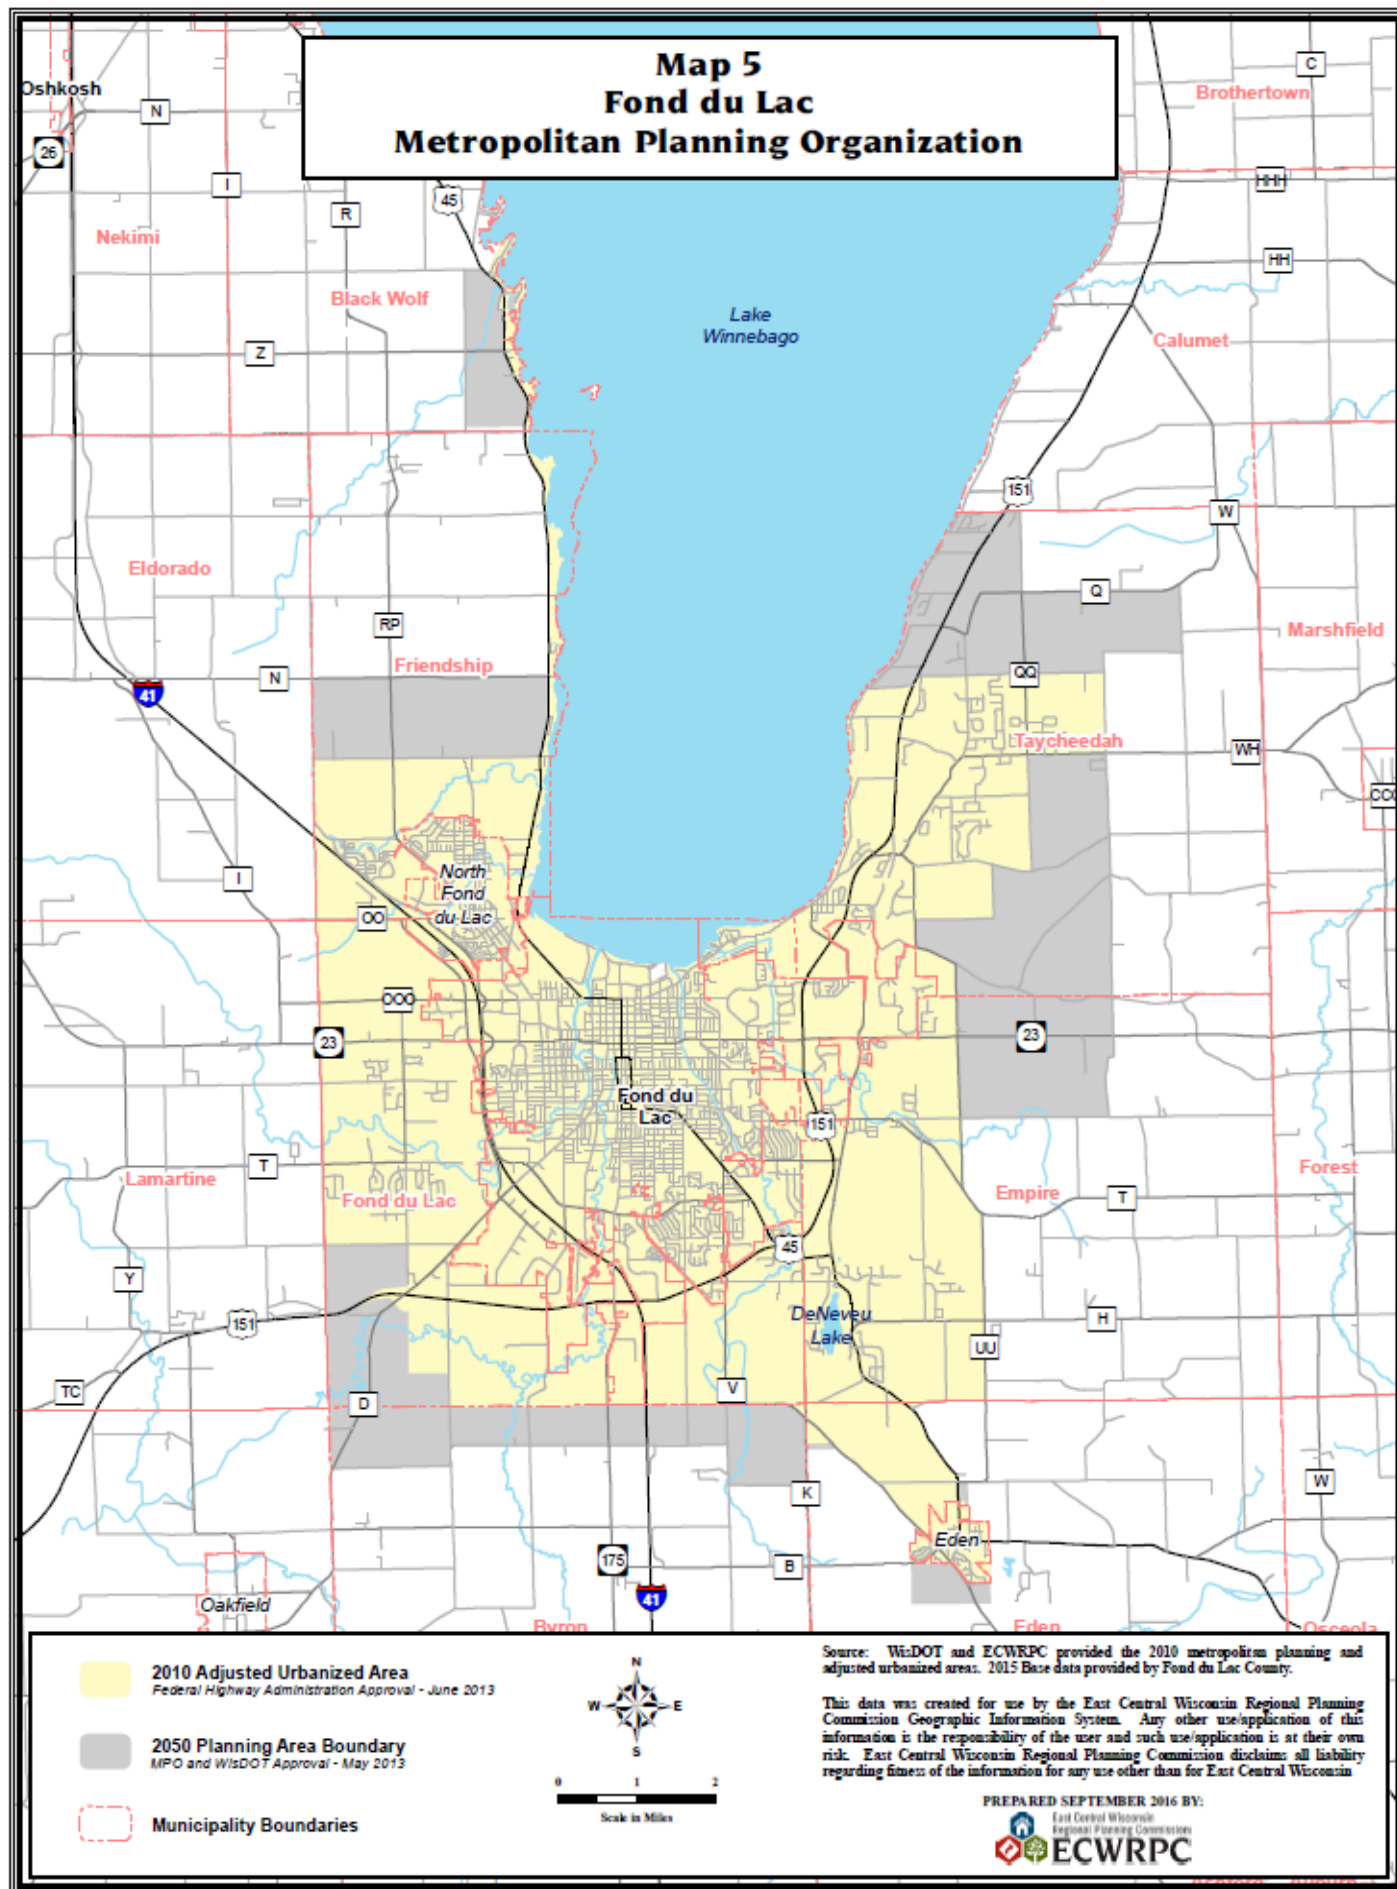 Map 5
Fond du Lac
Metropolitan Planning Organization
Oshkosh
N
26
I
R
45
C
Brothertown
HHH
Nekimi
HH
Black Wolf
Lake
Winnebago
Calumet
Z
151
W
Eldorado
Q
RP
Marshfield
Friendship
N
QQ
41
Taycheedah
WH
CCC
North
Fond
du Lac
I
OO
OOO
23
23
Fond du
Lac
151
Lamartine
T
Forest
Fond du Lac
Empire
T
45
Y
DeNeveu
Lake
151
H
UU
TC
V
D
K
W
Eden
175
B
41
Oakfield
Byron
Eden
Osceola
2010 Adjusted Urbanized Area
Federal Highway Administration Approval - June 2013
2050 Planning Area Boundary
MPO and WisDOT Approval - May 2013
Municipality Boundaries
N
W
E
S
0 1 2
Scale in Miles
Source: WisDOT and ECWRPC provided the 2010 metropolitan planning and
adjusted urbanized areas. 2015 Base data provided by Fond du Lac County.
This data was created for use by the East Central Wisconsin Regional Planning
Commission Geographic Information System. Any other use/application of this
information is the responsibility of the user and such use/application is at their own
risk. East Central Wisconsin Regional Planning Commission disclaims all liability
regarding fitness of the information for any use other than for East Central Wisconsin
PREPARED SEPTEMBER 2016 BY:
East Central Wisconsin
Regional Planning Commission
ECWRPC